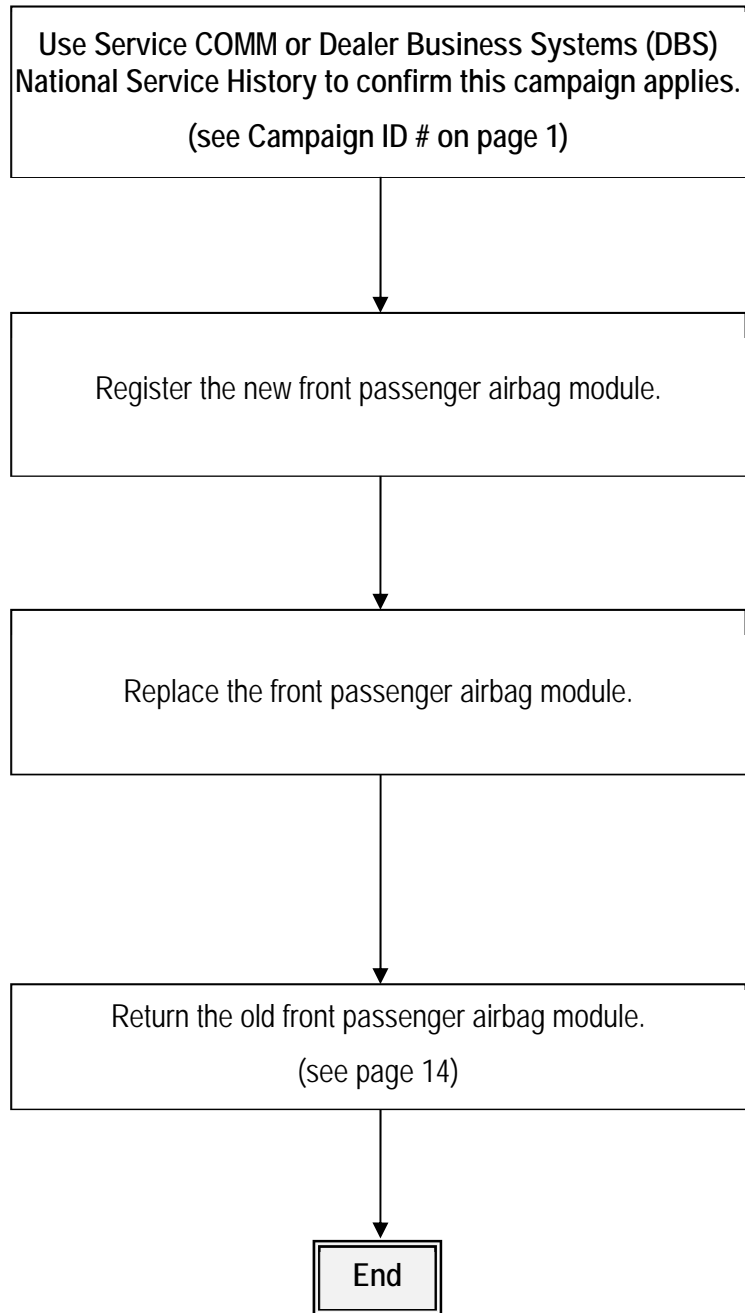 Use Service COMM or Dealer Business Systems (DBS)
National Service History to confirm this campaign applies.
(see Campaign ID # on page 1)
Register the new front passenger airbag module.
Replace the front passenger airbag module.
Return the old front passenger airbag module.
(see page 14)
End